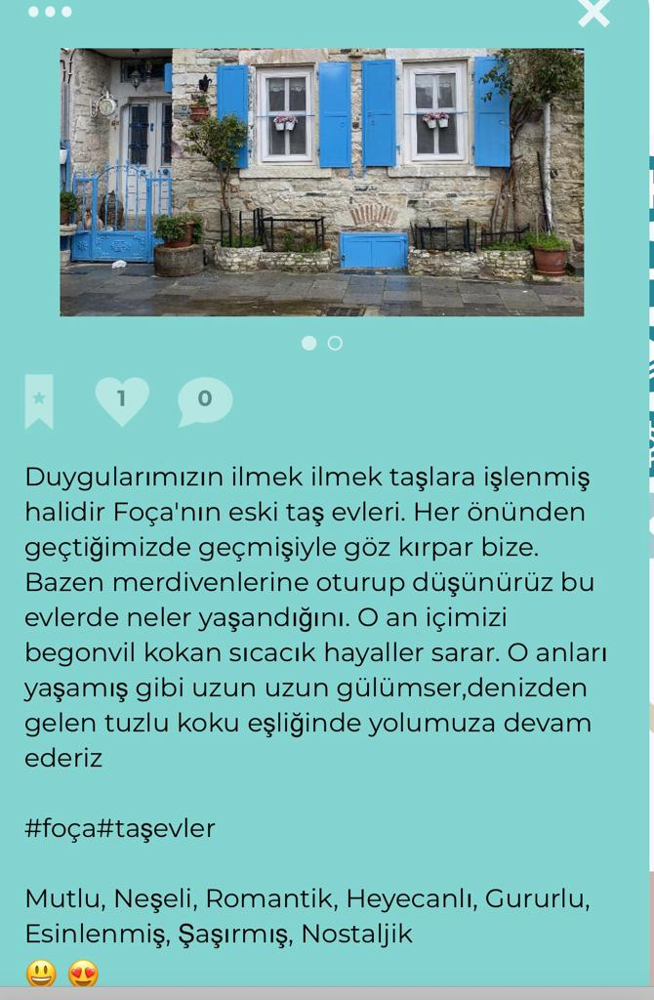 1
0
Duygularımızın ilmek ilmek taşlara işlenmiş
halidir Foça'nın eski taş evleri. Her önünden
geçtiğimizde geçmişiyle göz kırpar bize.
Bazen merdivenlerine oturup düşünürüz bu
evlerde neler yaşandığını. O an içimizi
begonvil kokan sıcacık hayaller sarar. O anları
yaşamış gibi uzun uzun gülümser,denizden
gelen tuzlu koku eşliğinde yolumuza devam
ederiz
#foça#taşevler
Mutlu, Neşeli, Romantik, Heyecanlı, Gururlu,
Esinlenmiş, Şaşırmış, Nostaljik
😃 😍